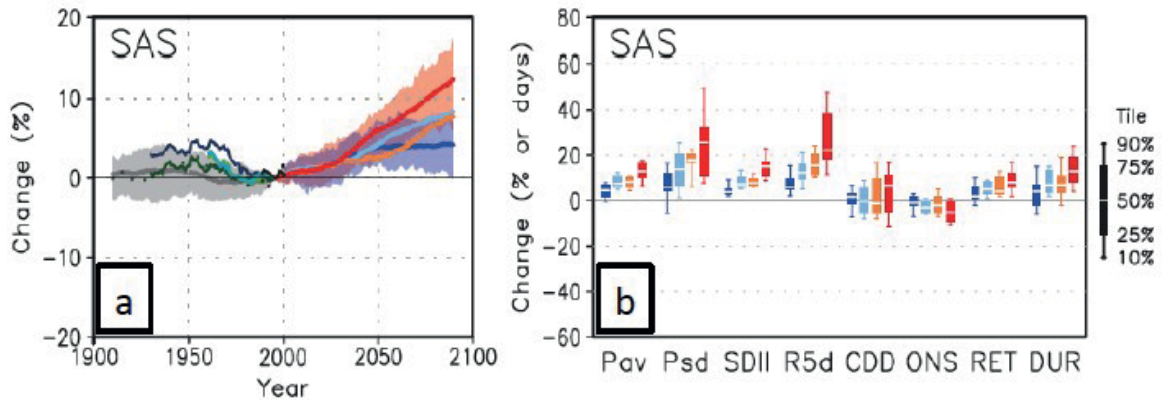 SAS
Change (%)
20
10
0
-10
-20
1900 1950 2000 2050 2100
Year
a
SAS
Change (% or days)
80
60
40
20
0
-20
-40
-60
Pav Psd SDII R5d CDD ONS RET DUR
b
Tile
90%
75%
50%
25%
10%